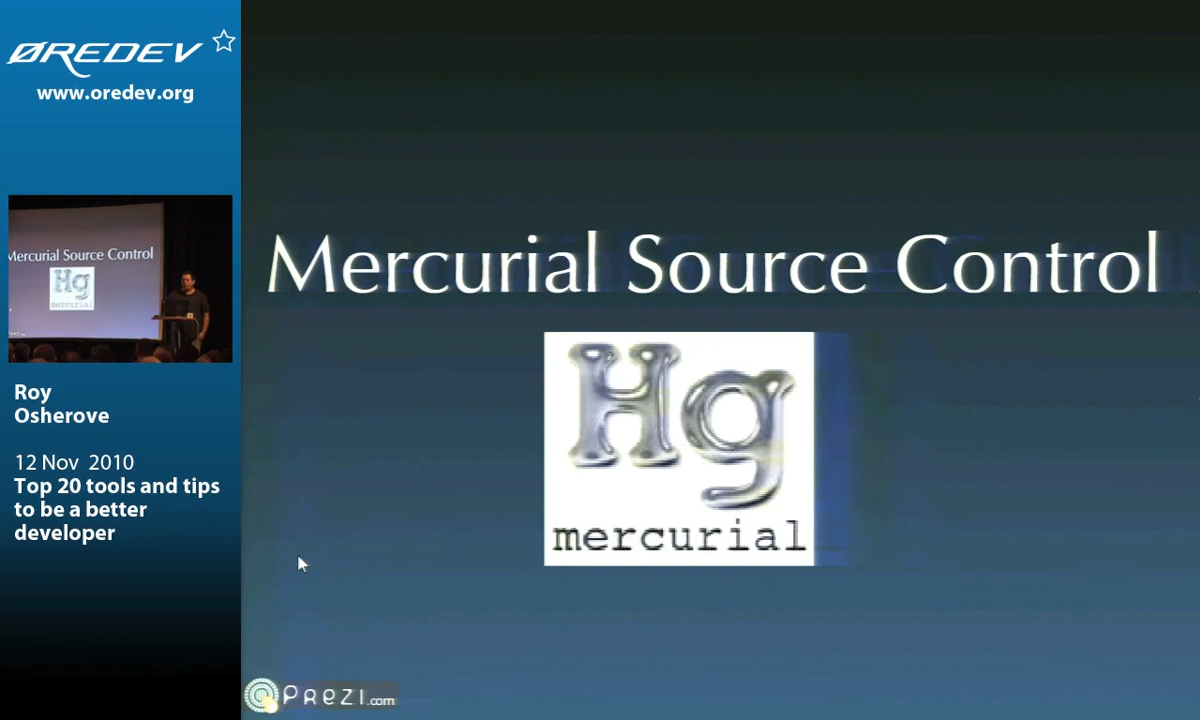 ØREDEV
www.oredev.org
Mercurial Source Control
Hg
mercurial
Roy
Osherove
12 Nov 2010
Top 20 tools and tips
to be a better
developer
Mercurial Source Control
Hg
mercurial
PREZI.com